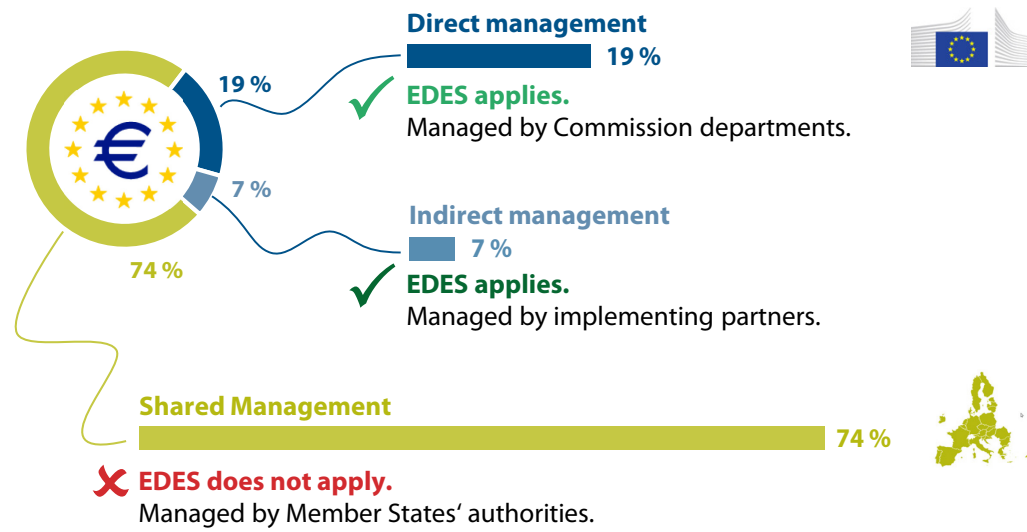 Direct management
19 %
19 %
EDES applies.
Managed by Commission departments.
€
7 %
Indirect management
7 %
74 %
EDES applies.
Managed by implementing partners.
Shared Management
74 %
EDES does not apply.
Managed by Member States‘ authorities.